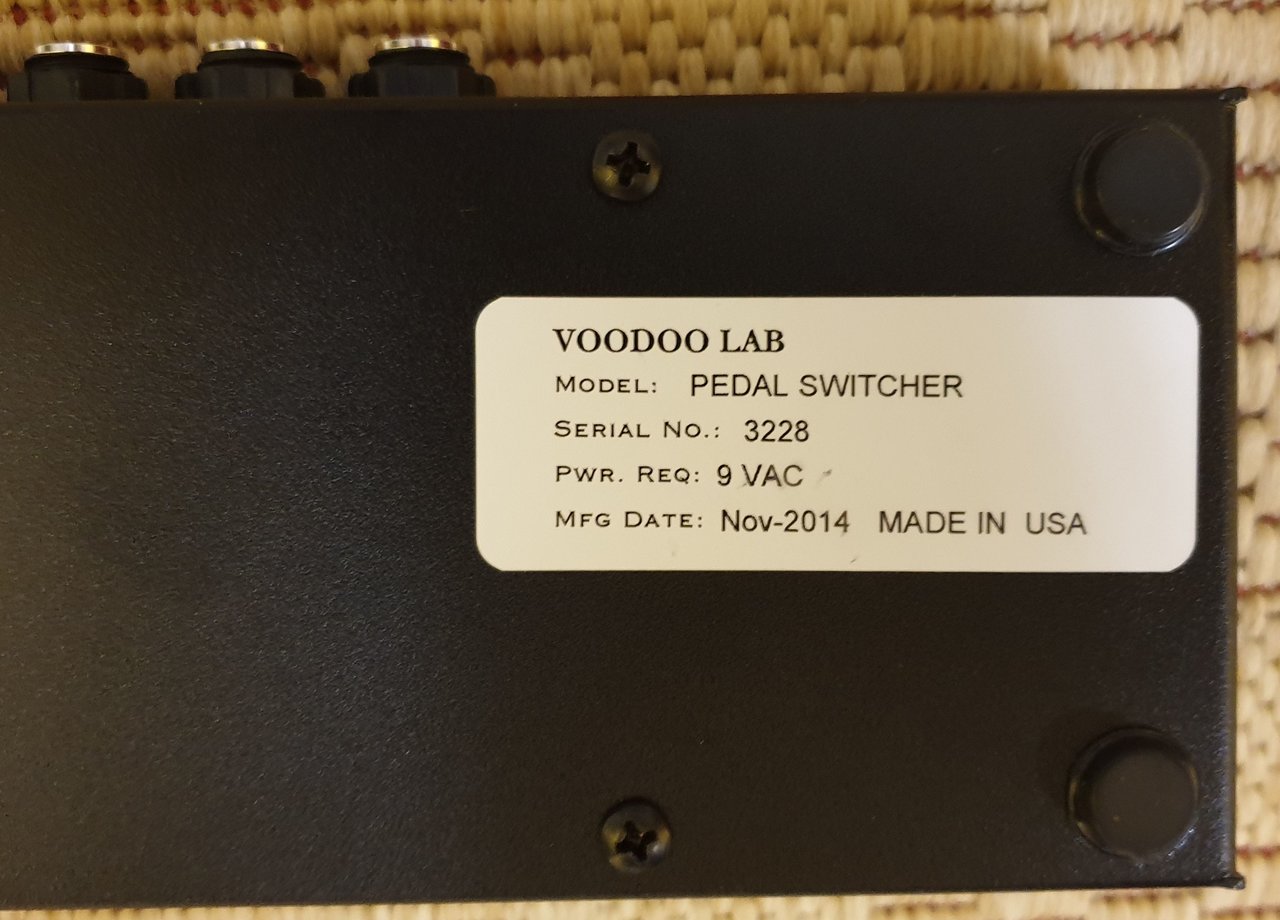 VOODOO LAB
MODEL: PEDAL SWITCHER
SERIAL NO.: 3228
PWR. REQ: 9 VAC
MFG DATE: Nov-2014 MADE IN USA